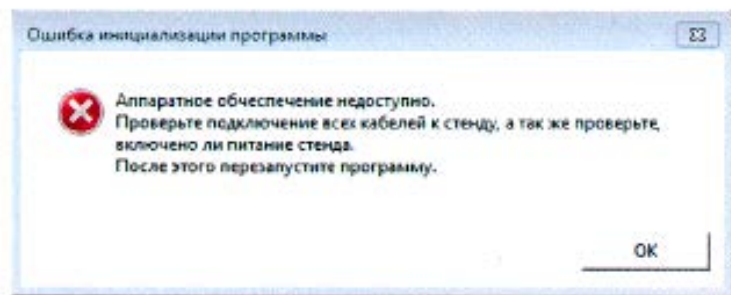 Ошибка инициализации программы
Аппаратное обчеспечение недоступно.
Проверьте подключение всех кабелей к стенду, а так же проверьте,
включено ли питание стенда.
После этого перезапустите программу.
OK